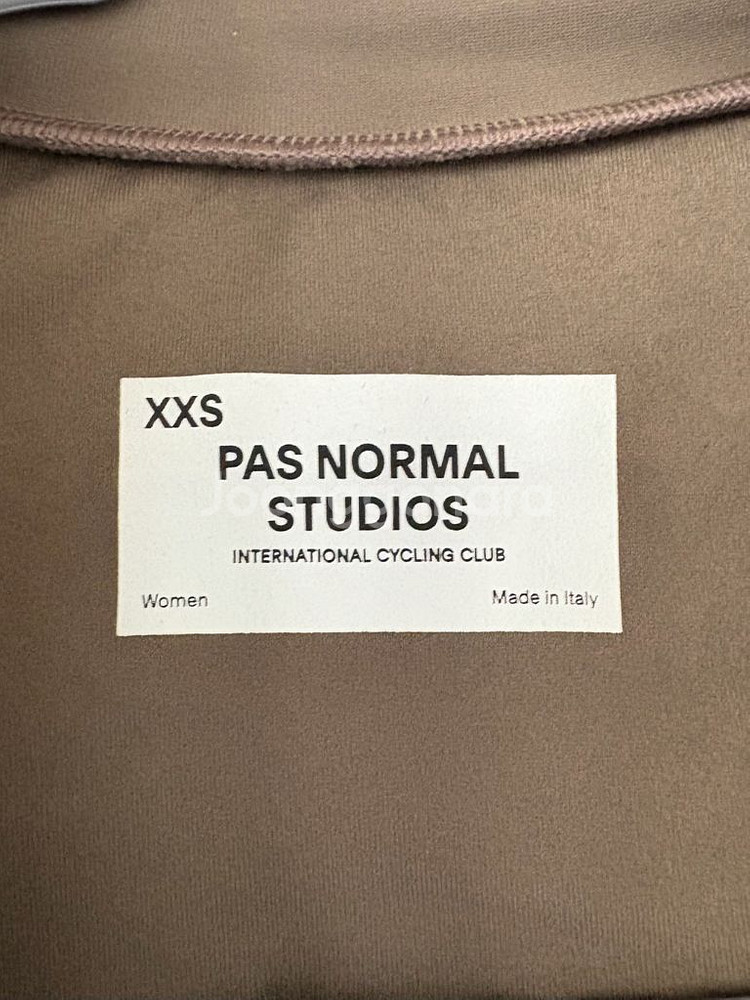 XXS
PAS NORMAL
STUDIOS
INTERNATIONAL CYCLING CLUB
Women
Made in Italy